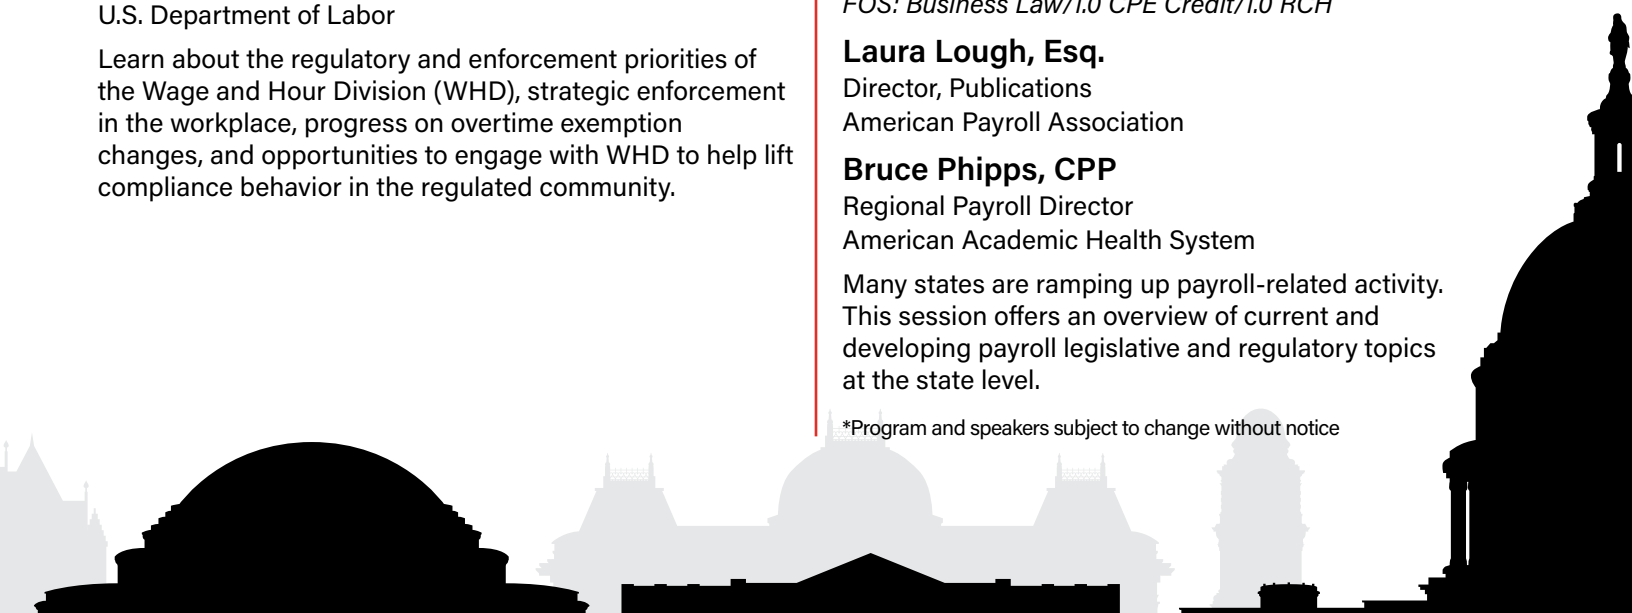 U.S. Department of Labor
Learn about the regulatory and enforcement priorities of
the Wage and Hour Division (WHD), strategic enforcement
in the workplace, progress on overtime exemption
changes, and opportunities to engage with WHD to help lift
compliance behavior in the regulated community.
FOS: Business Law/1.0 CPE Credit/1.0 RCH
Laura Lough, Esq.
Director, Publications
American Payroll Association
Bruce Phipps, CPP
Regional Payroll Director
American Academic Health System
Many states are ramping up payroll-related activity.
This session offers an overview of current and
developing payroll legislative and regulatory topics
at the state level.
*Program and speakers subject to change without notice